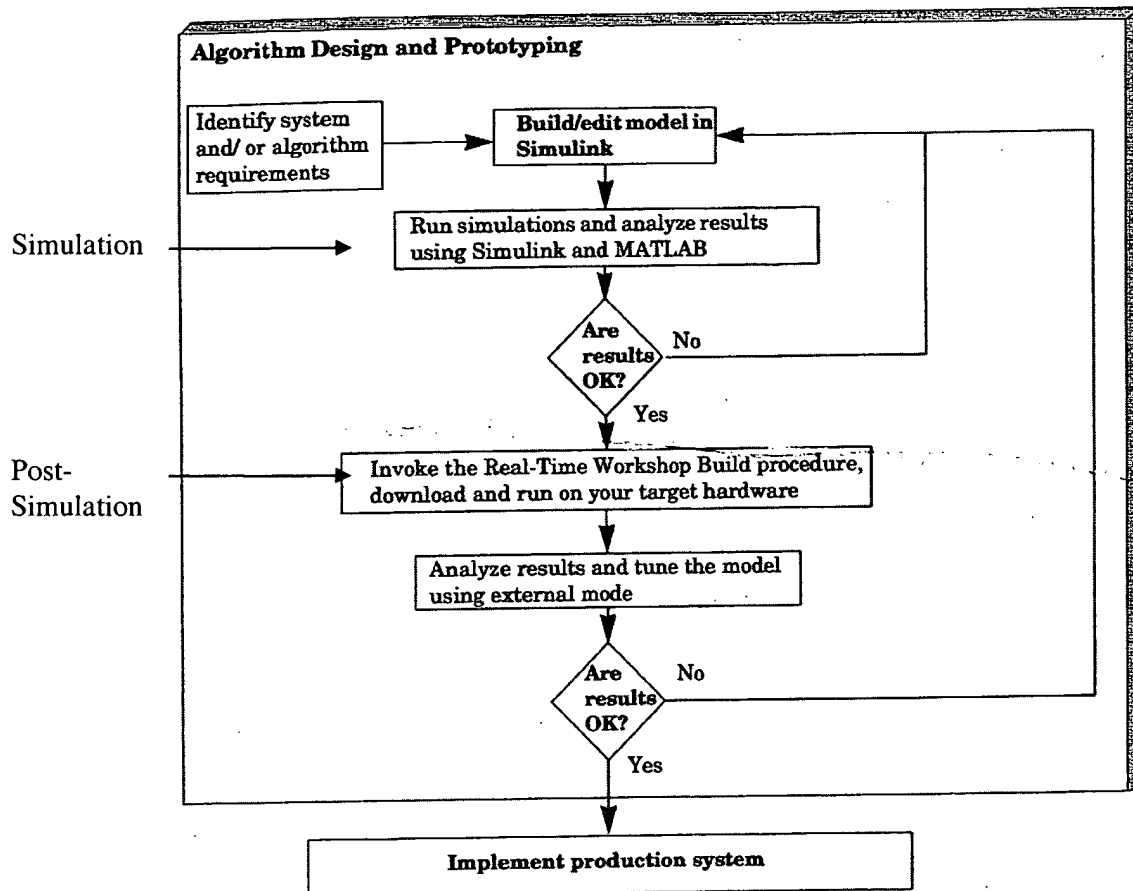 Algorithm Design and Prototyping
Identify system
and/ or algorithm
requirements
Build/edit model in
Simulink
Simulation
Run simulations and analyze results
using Simulink and MATLAB
Are
results
OK?
No
Yes
Post-
Simulation
Invoke the Real-Time Workshop Build procedure,
download and run on your target hardware
Analyze results and tune the model
using external mode
Are
results
OK?
No
Yes
Implement production system